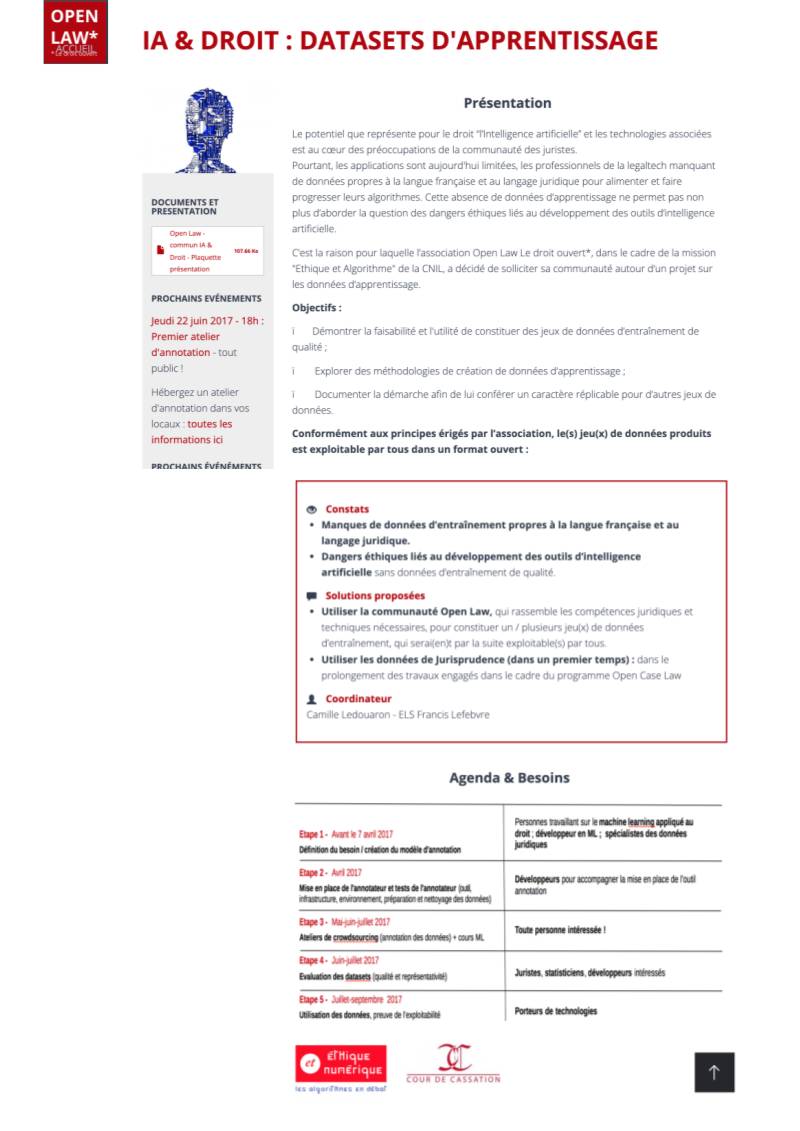 OPEN
LAW*
ACCUEIL
* Le droit ouvert
IA & DROIT : DATASETS D'APPRENTISSAGE
DOCUMENTS ET
PRESENTATION
Open Law -
commun IA &
Droit - Plaquette
présentation
107.66 Ko
PROCHAINS EVÉNEMENTS
Jeudi 22 juin 2017 - 18h :
Premier atelier
d'annotation - tout
public !
Hébergez un atelier
d'annotation dans vos
locaux : toutes les
informations ici
PROCHAINS ÉVÉNÉMENTS
Présentation
Le potentiel que représente pour le droit "l'Intelligence artificielle" et les technologies associées
est au cœur des préoccupations de la communauté des juristes.
Pourtant, les applications sont aujourd'hui limitées, les professionnels de la legaltech manquant
de données propres à la langue française et au langage juridique pour alimenter et faire
progresser leurs algorithmes. Cette absence de données d'apprentissage ne permet pas non
plus d'aborder la question des dangers éthiques liés au développement des outils d'intelligence
artificielle.
C'est la raison pour laquelle l'association Open Law Le droit ouvert*, dans le cadre de la mission
"Ethique et Algorithme" de la CNIL, a décidé de solliciter sa communauté autour d'un projet sur
les données d'apprentissage.
Objectifs :
ï Démontrer la faisabilité et l'utilité de constituer des jeux de données d'entraînement de
qualité ;
ï Explorer des méthodologies de création de données d'apprentissage ;
ï Documenter la démarche afin de lui conférer un caractère réplicable pour d'autres jeux de
données.
Conformément aux principes érigés par l'association, le(s) jeu(x) de données produits
est exploitable par tous dans un format ouvert :
Constats
• Manques de données d'entraînement propres à la langue française et au
langage juridique.
• Dangers éthiques liés au développement des outils d'intelligence
artificielle sans données d'entraînement de qualité.
Solutions proposées
• Utiliser la communauté Open Law, qui rassemble les compétences juridiques et
techniques nécessaires, pour constituer un / plusieurs jeu(x) de données
d'entraînement, qui serai(en)t par la suite exploitable(s) par tous.
• Utiliser les données de Jurisprudence (dans un premier temps) : dans le
prolongement des travaux engagés dans le cadre du programme Open Case Law
Coordinateur
Camille Ledouaron - ELS Francis Lefebvre
Agenda & Besoins
Etape 1 - Avant le 7 avril 2017
Définition du besoin / création du modèle d'annotation
Personnes travaillant sur le machine learning appliqué au
droit ; développeur en ML ; spécialistes des données
juridiques
Etape 2 - Avril 2017
Mise en place de l'annotateur et tests de l'annotateur (outil,
infrastructure, environnement, préparation et nettoyage des données)
Développeurs pour accompagner la mise en place de l'outil
annotation
Etape 3 - Mai-juin-juillet 2017
Ateliers de crowdsourcing (annotation des données) + cours ML
Toute personne intéressée !
Etape 4 - Juin-juillet 2017
Evaluation des datasets (qualité et représentativité)
Juristes, statisticiens, développeurs intéressés
Etape 5 - Juillet-septembre 2017
Utilisation des données, preuve de l'exploitabilité
Porteurs de technologies
et ÉTHIQUE
NUMÉRIQUE
les algorithmes en débat
COUR DE CASSATION